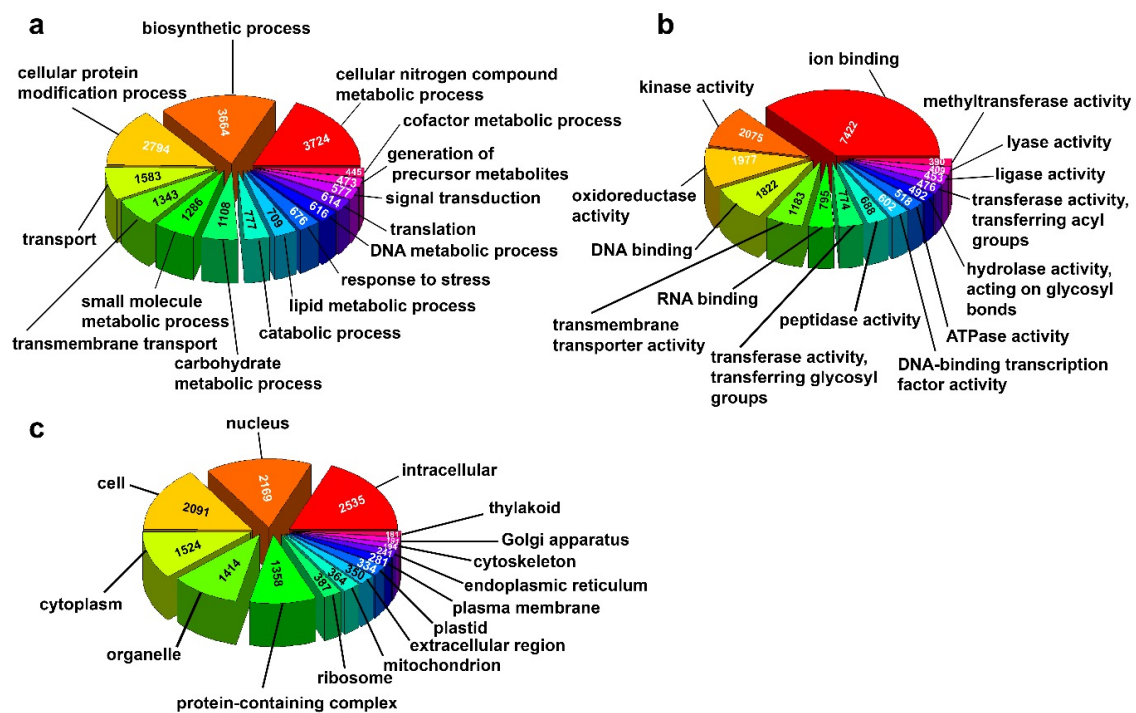 a
biosynthetic process
cellular protein
modification process
cellular nitrogen compound
metabolic process
cofactor metabolic process
generation of
precursor metabolites
signal transduction
translation
DNA metabolic process
response to stress
lipid metabolic process
catabolic process
carbohydrate
metabolic process
small molecule
metabolic process
transmembrane transport
transport
3664
3724
2794
1583
1343
1286
1108
777
709
676
616
614
577
473
445
b
ion binding
kinase activity
methyltransferase activity
lyase activity
ligase activity
transferase activity,
transferring acyl
groups
hydrolase activity,
acting on glycosyl
bonds
ATPase activity
DNA-binding transcription
factor activity
peptidase activity
transferase activity,
transferring glycosyl
groups
RNA binding
transmembrane
transporter activity
DNA binding
oxidoreductase
activity
7422
2075
1977
1822
1183
795
774
688
602
518
492
476
453
409
390
c
nucleus
cell
intracellular
thylakoid
Golgi apparatus
cytoskeleton
endoplasmic reticulum
plasma membrane
plastid
extracellular region
mitochondrion
ribosome
protein-containing complex
organelle
cytoplasm
2169
2535
2091
1524
1414
1358
387
364
350
334
281
241